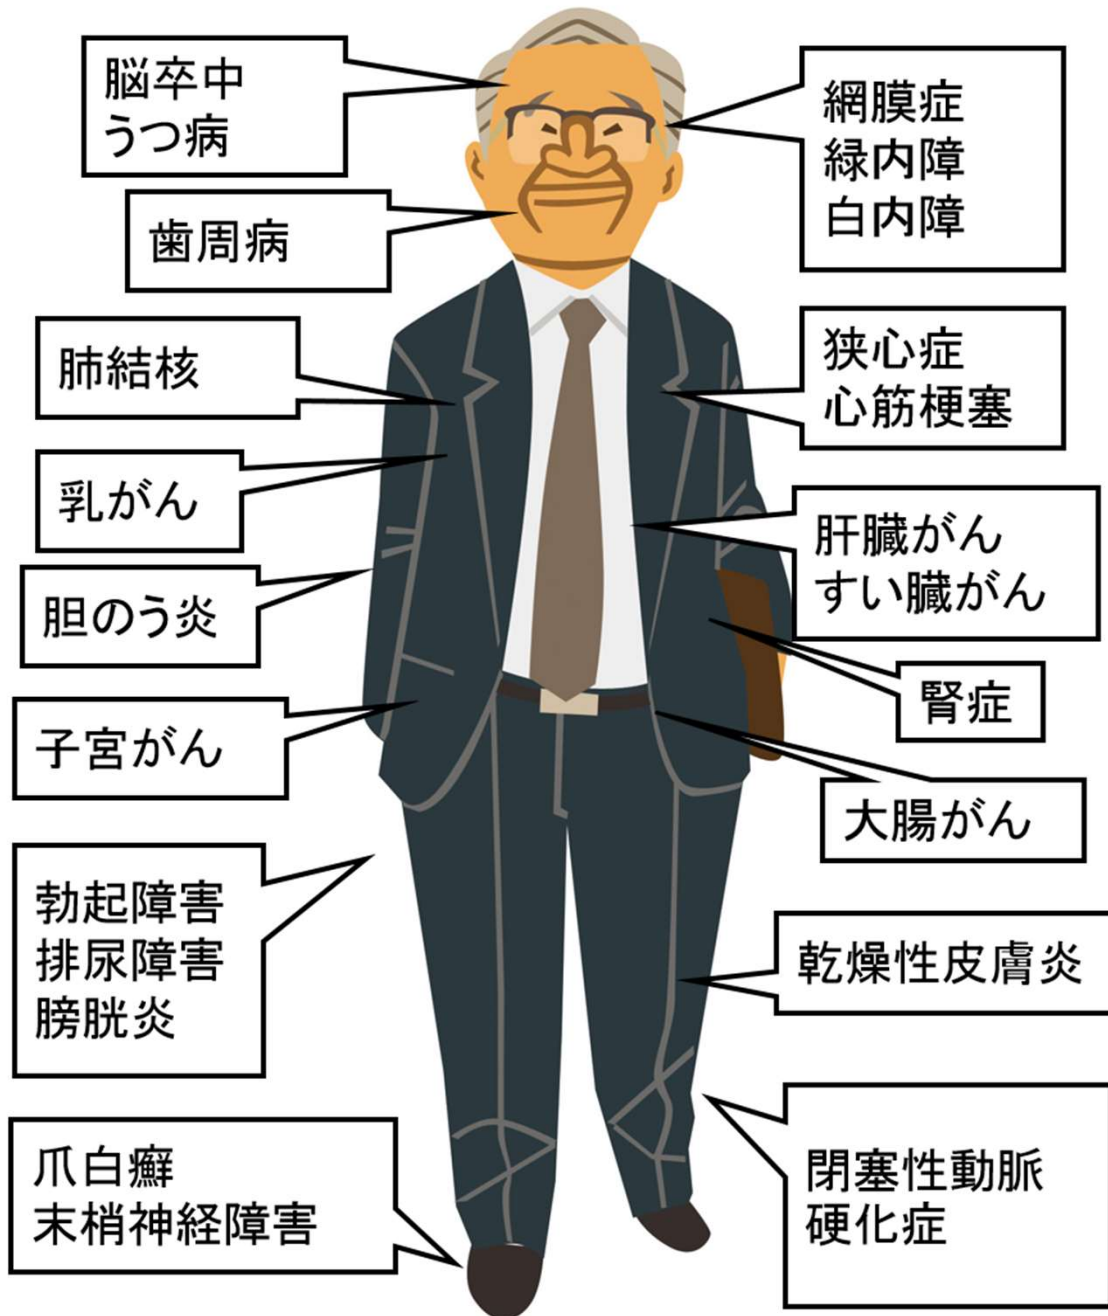 脳卒中
うつ病
網膜症
緑内障
白内障
歯周病
肺結核
狭心症
心筋梗塞
乳がん
肝臓がん
すい臓がん
胆のう炎
腎症
子宮がん
大腸がん
勃起障害
排尿障害
膀胱炎
乾燥性皮膚炎
爪白癬
末梢神経障害
閉塞性動脈
硬化症